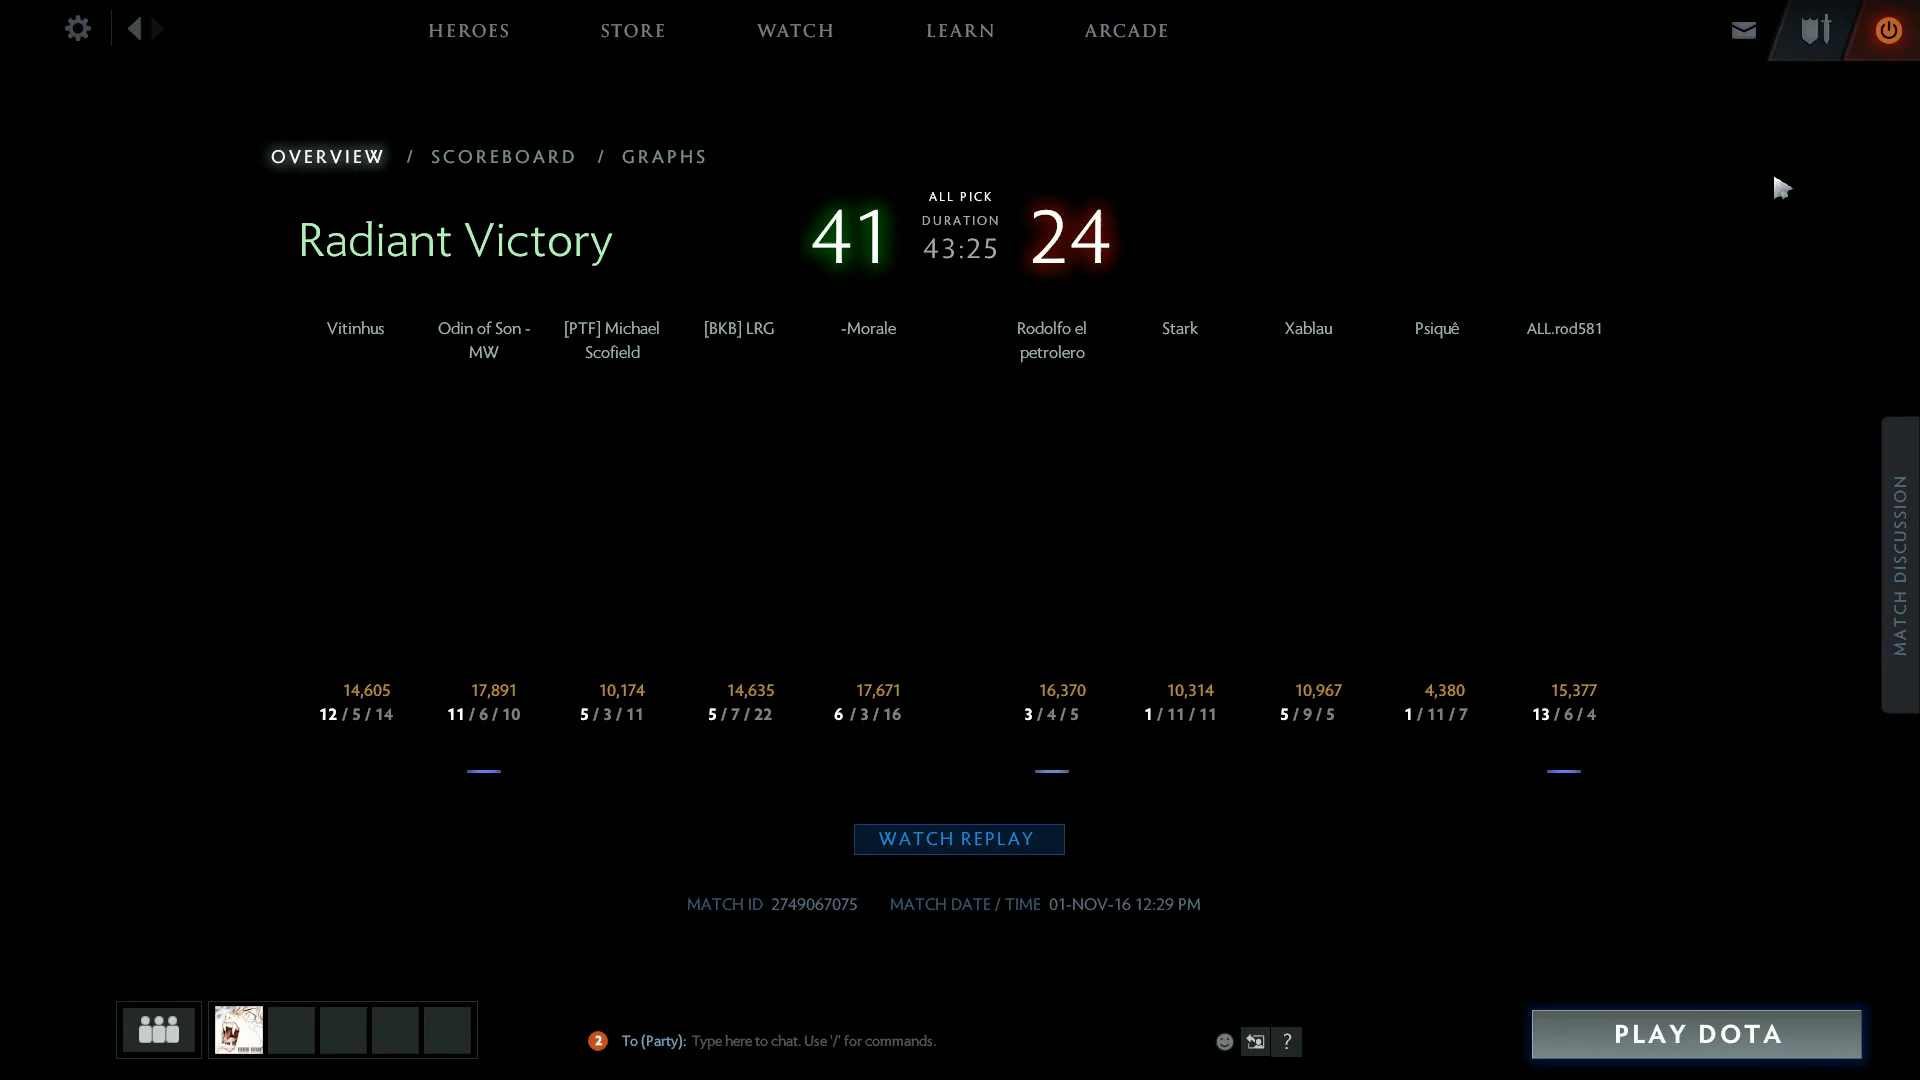 HEROES STORE WATCH LEARN ARCADE
OVERVIEW / SCOREBOARD / GRAPHS
Radiant Victory
41
ALL PICK
DURATION
43:25
24
Vitinhus
Odin of Son -
MW
[PTF] Michael
Scofield
[BKB] LRG
-Morale
Rodolfo el
petrolero
Stark
Xablau
Psiquê
ALL.rod581
14,605 17,891 10,174 14,635 17,671 16,370 10,314 10,967 4,380 15,377
12 / 5 / 14 11 / 6 / 10 5 / 3 / 11 5 / 7 / 22 6 / 3 / 16 3 / 4 / 5 1 / 11 / 11 5 / 9 / 5 1 / 11 / 7 13 / 6 / 4
MATCH DISCUSSION
WATCH REPLAY
MATCH ID 2749067075 MATCH DATE / TIME 01-NOV-16 12:29 PM
2 To (Party): Type here to chat. Use '/' for commands.
?
PLAY DOTA